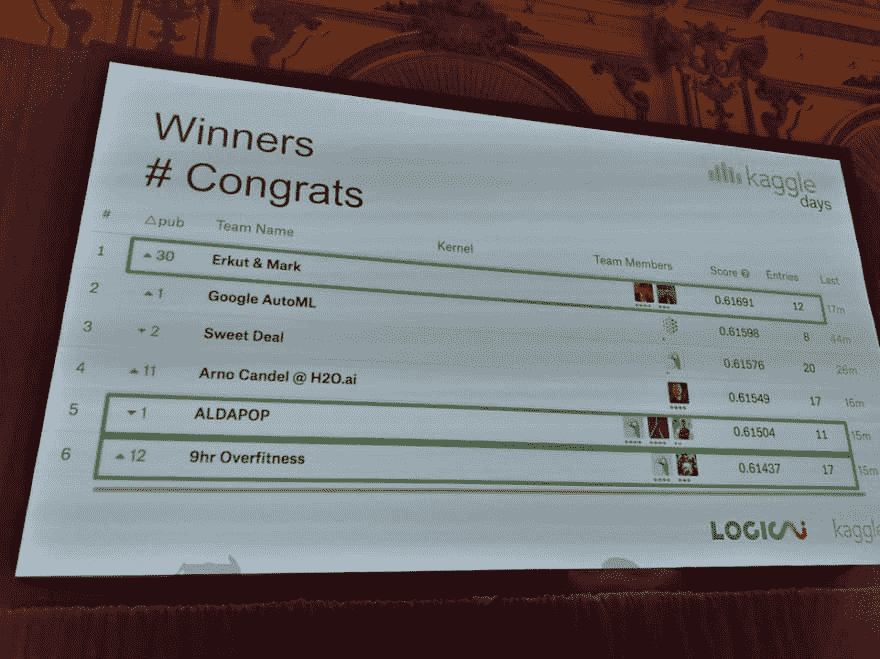 Winners
# Congrats
kaggle
days
# △pub Team Name Kernel Team Members Score Entries Last
1 ▲ 30 Erkut & Mark 0.61691 12 17m
2 ▲ 1 Google AutoML 0.61598 8 44m
3 ▼ 2 Sweet Deal 0.61576 20 26m
4 ▲ 11 Arno Candel @ H2O.ai 0.61549 17 16m
5 ▼ 1 ALDAPOP 0.61504 11 15m
6 ▲ 12 9hr Overfitness 0.61437 17 15m
LOGIC.AI kaggle